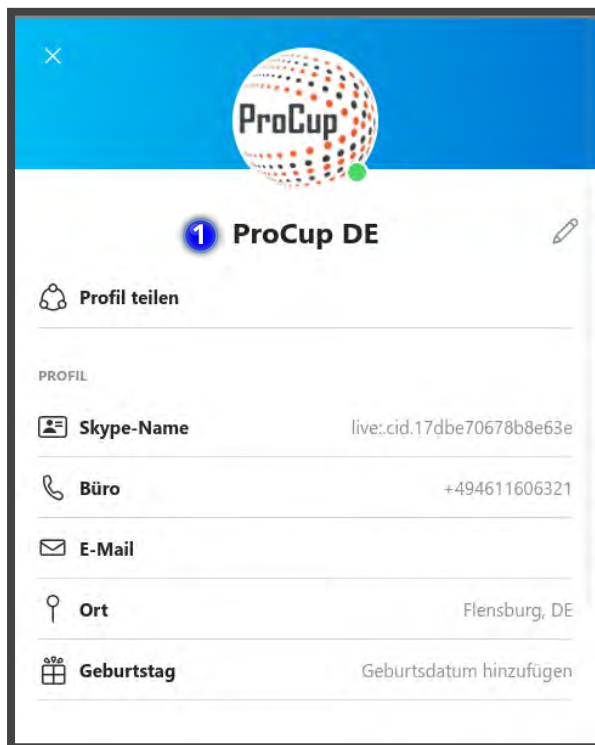 ProCup
1 ProCup DE
Profil teilen
PROFIL
Skype-Name live:.cid.17dbe70678b8e63e
Büro +494611606321
E-Mail
Ort Flensburg, DE
Geburtstag Geburtsdatum hinzufügen